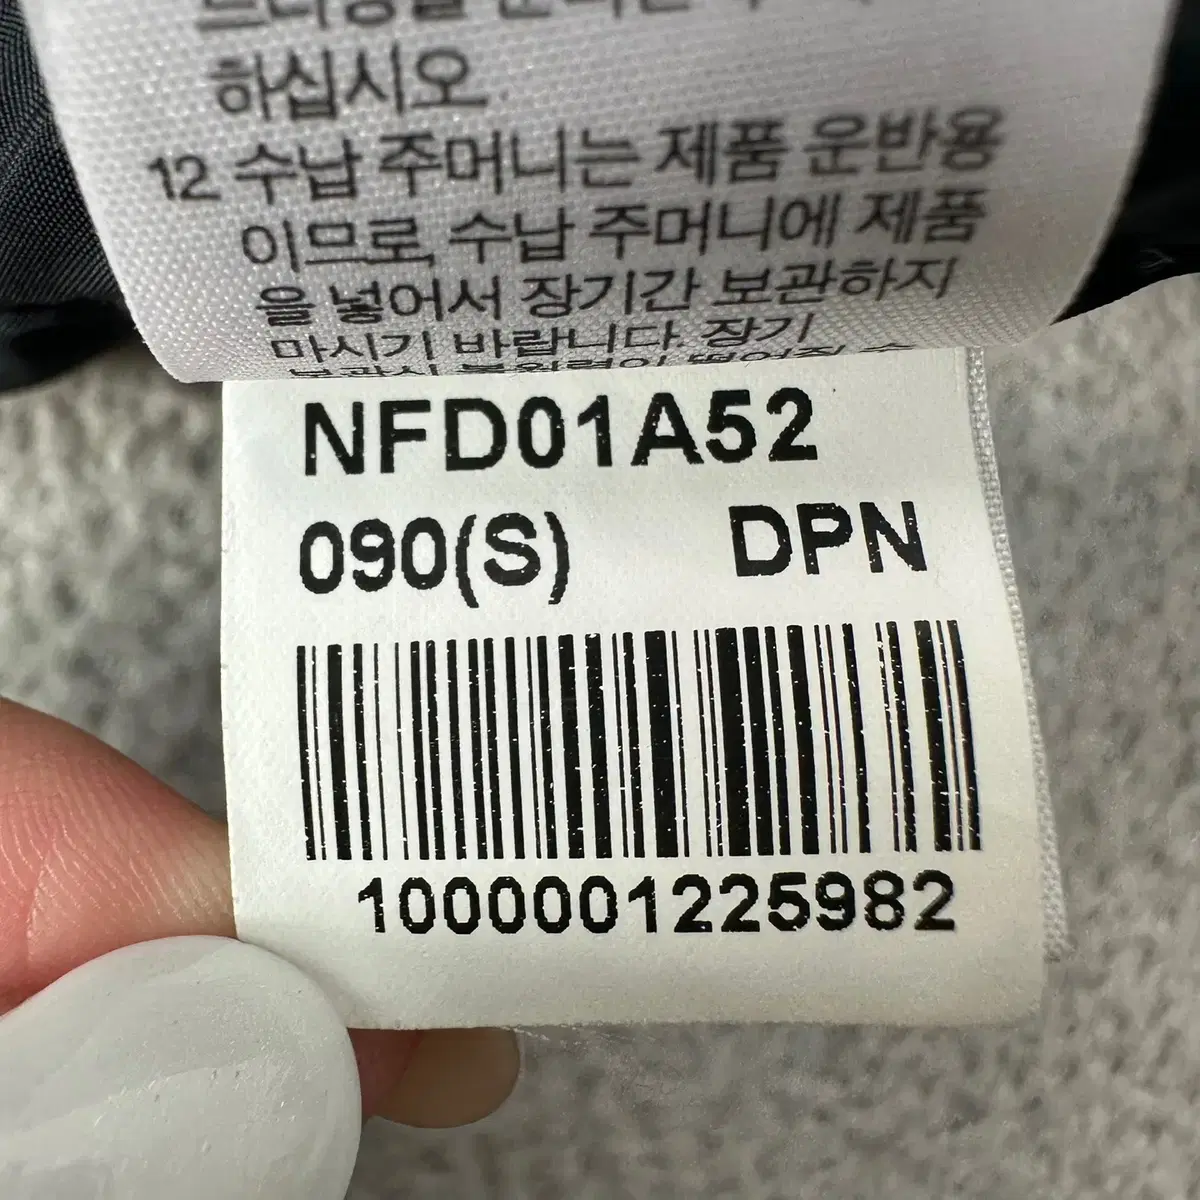 하십시오
12 수납 주머니는 제품 운반용
이므로, 수납 주머니에 제품
을 넣어서 장기간 보관하지
마시기 바랍니다. 장기
NFD01A52
090(S) DPN
1000001225982